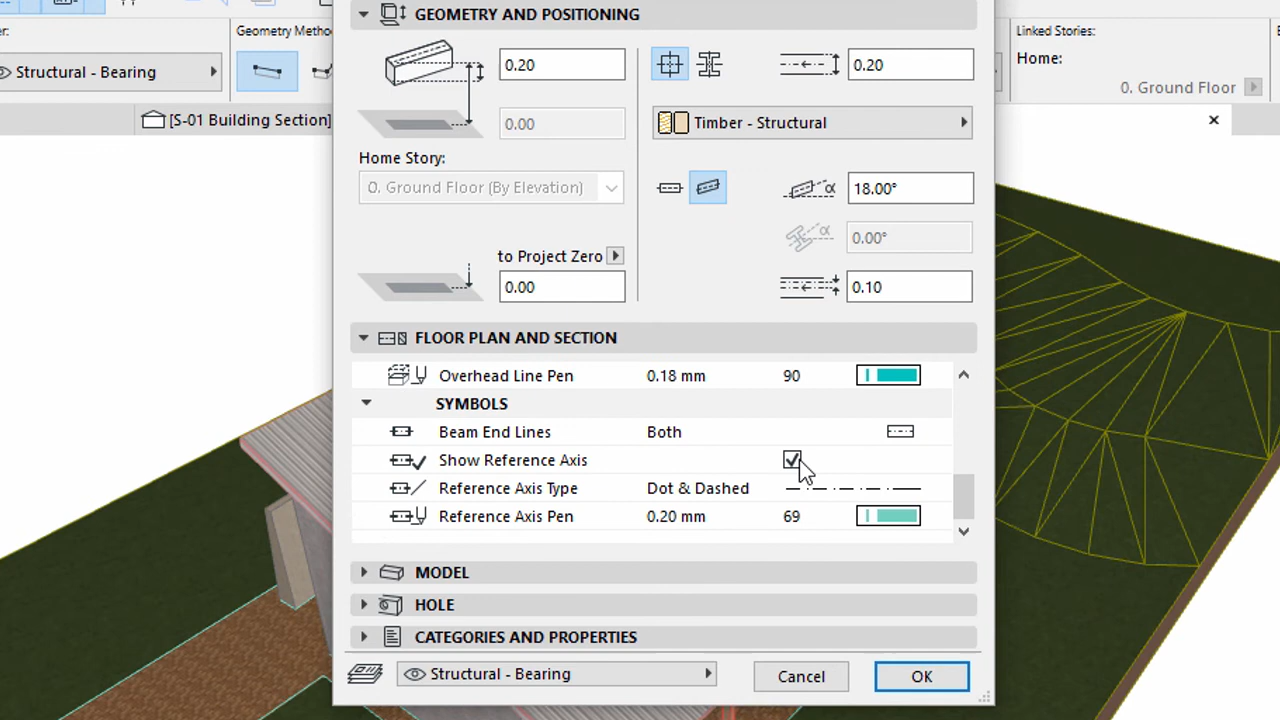 GEOMETRY AND POSITIONING
er:
Geometry Metho
Linked Stories:
Home:
Structural - Bearing
0.20
0.20
0. Ground Floor
[S-01 Building Section]
0.00
Timber - Structural
Home Story:
0. Ground Floor (By Elevation)
α
18.00°
α
0.00°
to Project Zero
0.00
0.10
FLOOR PLAN AND SECTION
Overhead Line Pen 0.18 mm 90
SYMBOLS
Beam End Lines Both
Show Reference Axis
Reference Axis Type Dot & Dashed
Reference Axis Pen 0.20 mm 69
MODEL
HOLE
CATEGORIES AND PROPERTIES
Structural - Bearing
Cancel
OK